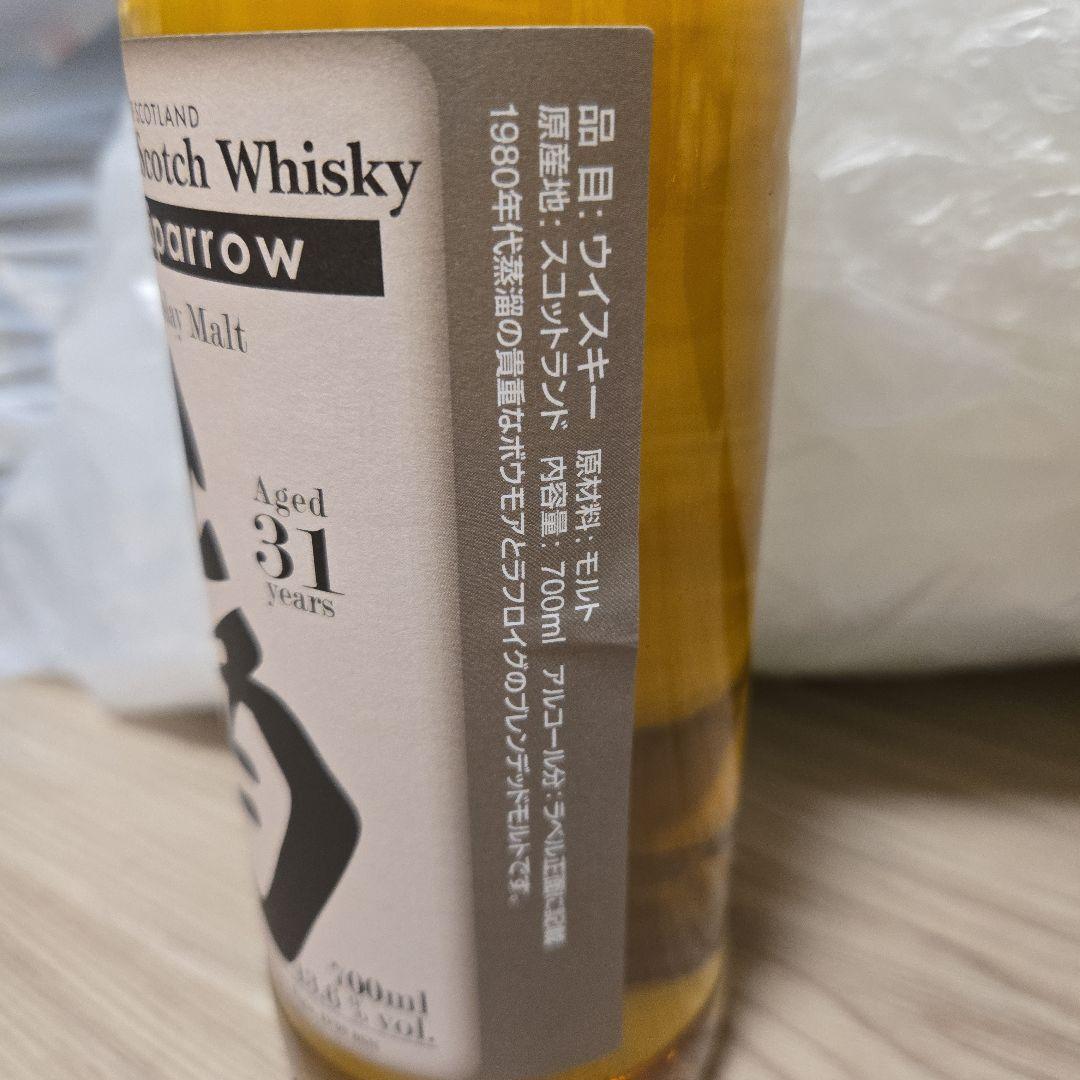 SCOTLAND
Scotch Whisky
Sparrow
Malt
Aged
31
years
700ml
43.6% vol.
品目:ウイスキー 原材料:モルト
原産地:スコットランド 内容量:700ml アルコール分:ラベル正面に記載
1980年代蒸溜の貴重なボウモアとラフロイグのブレンデッドモルトです。